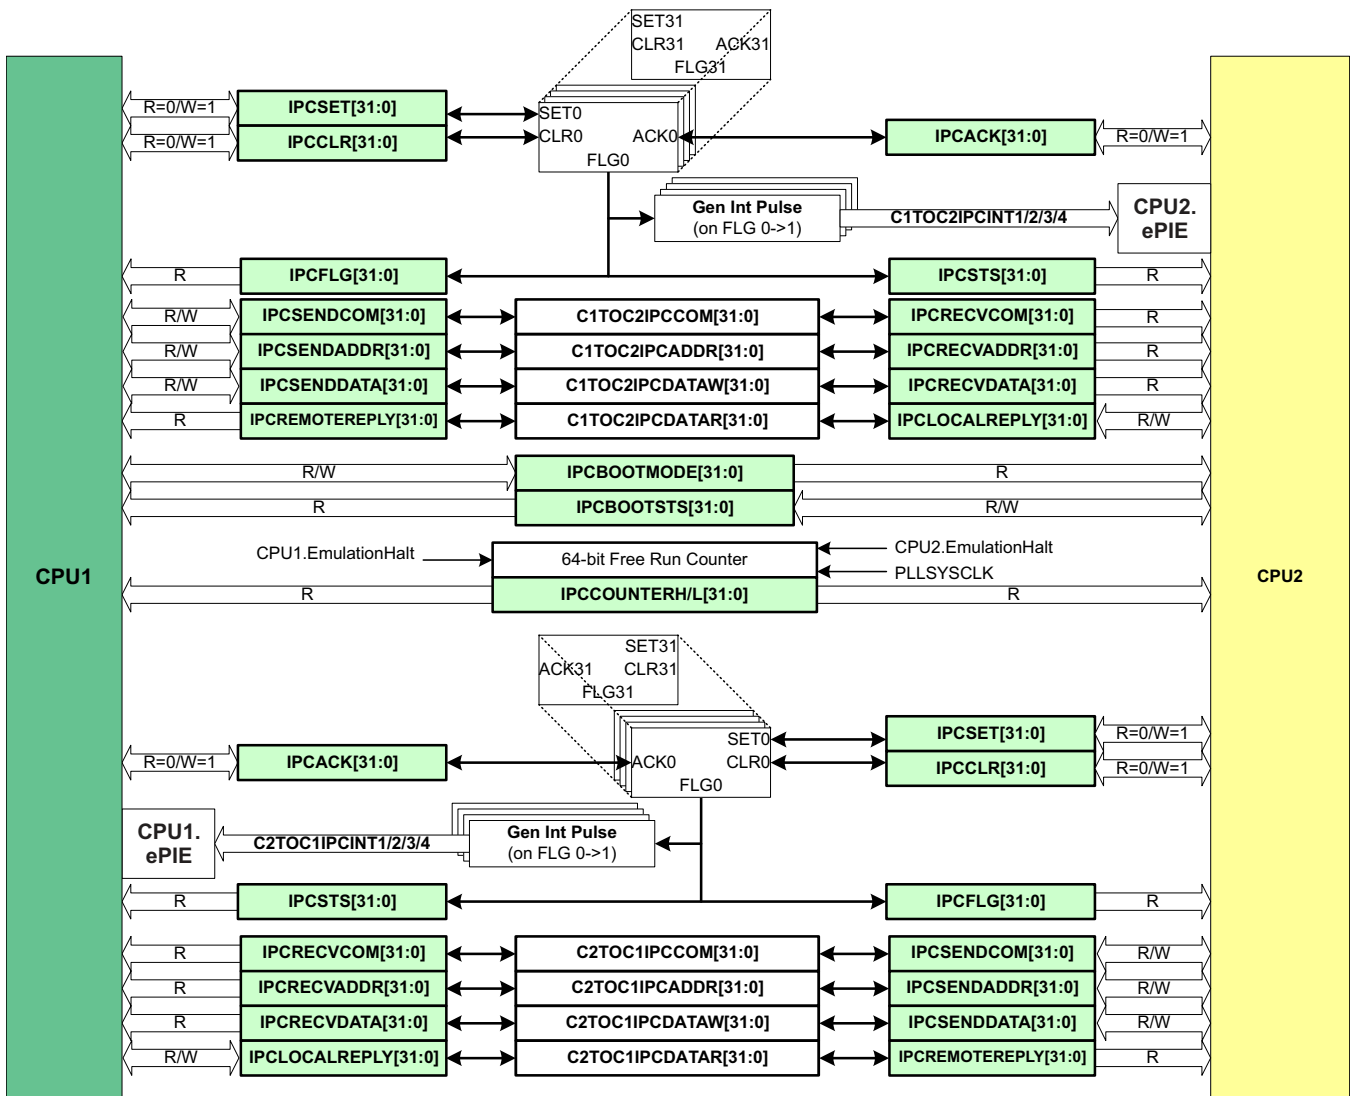 SET31
CLR31 ACK31
FLG31
R=0/W=1 IPCSET[31:0] SET0
R=0/W=1 IPCCLR[31:0] CLR0 ACK0 IPCACK[31:0] R=0/W=1
FLG0
Gen Int Pulse
(on FLG 0->1)
C1TOC2IPCINT1/2/3/4
CPU2.
ePIE
R IPCFLG[31:0] IPCSTS[31:0] R
R/W IPCSENDCOM[31:0] C1TOC2IPCCOM[31:0] IPCRECVCOM[31:0] R
R/W IPCSENDADDR[31:0] C1TOC2IPCADDR[31:0] IPCRECVADDR[31:0] R
R/W IPCSENDDATA[31:0] C1TOC2IPCDATAW[31:0] IPCRECVDATA[31:0] R
R IPCREMOTEREPLY[31:0] C1TOC2IPCDATAR[31:0] IPCLOCALREPLY[31:0] R/W
R/W IPCBOOTMODE[31:0] R
R IPCBOOTSTS[31:0] R/W
CPU1.EmulationHalt 64-bit Free Run Counter CPU2.EmulationHalt
PLLSYSCLK
CPU1
CPU2
R IPCCOUNTERH/L[31:0] R
SET31
ACK31 CLR31
FLG31
SET0 IPCSET[31:0] R=0/W=1
R=0/W=1 IPCACK[31:0] ACK0 CLR0 IPCCLR[31:0] R=0/W=1
FLG0
CPU1.
ePIE
C2TOC1IPCINT1/2/3/4
Gen Int Pulse
(on FLG 0->1)
R IPCSTS[31:0] IPCFLG[31:0] R
R IPCRECVCOM[31:0] C2TOC1IPCCOM[31:0] IPCSENDCOM[31:0] R/W
R IPCRECVADDR[31:0] C2TOC1IPCADDR[31:0] IPCSENDADDR[31:0] R/W
R IPCRECVDATA[31:0] C2TOC1IPCDATAW[31:0] IPCSENDDATA[31:0] R/W
R/W IPCLOCALREPLY[31:0] C2TOC1IPCDATAR[31:0] IPCREMOTEREPLY[31:0] R